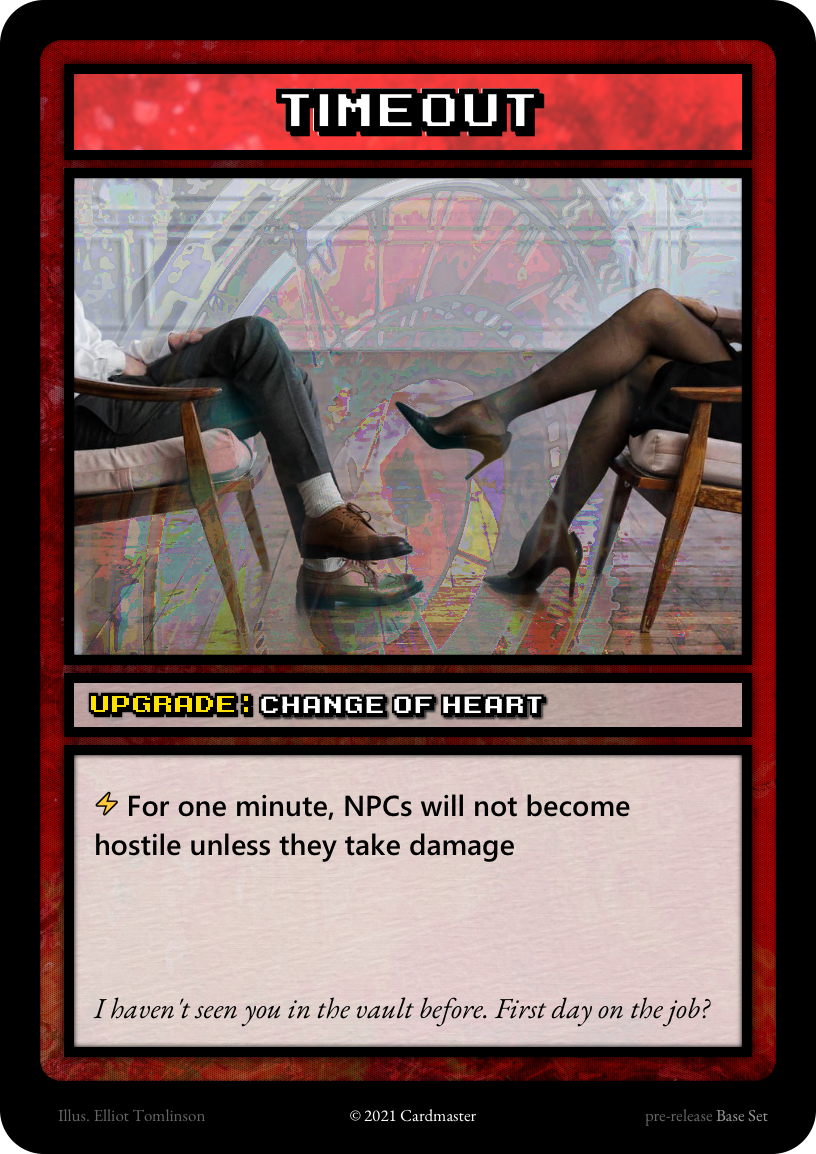 TIMEOUT
UPGRADE: CHANGE OF HEART
⚡ For one minute, NPCs will not become
hostile unless they take damage
I haven't seen you in the vault before. First day on the job?
Illus. Elliot Tomlinson
© 2021 Cardmaster
pre-release Base Set